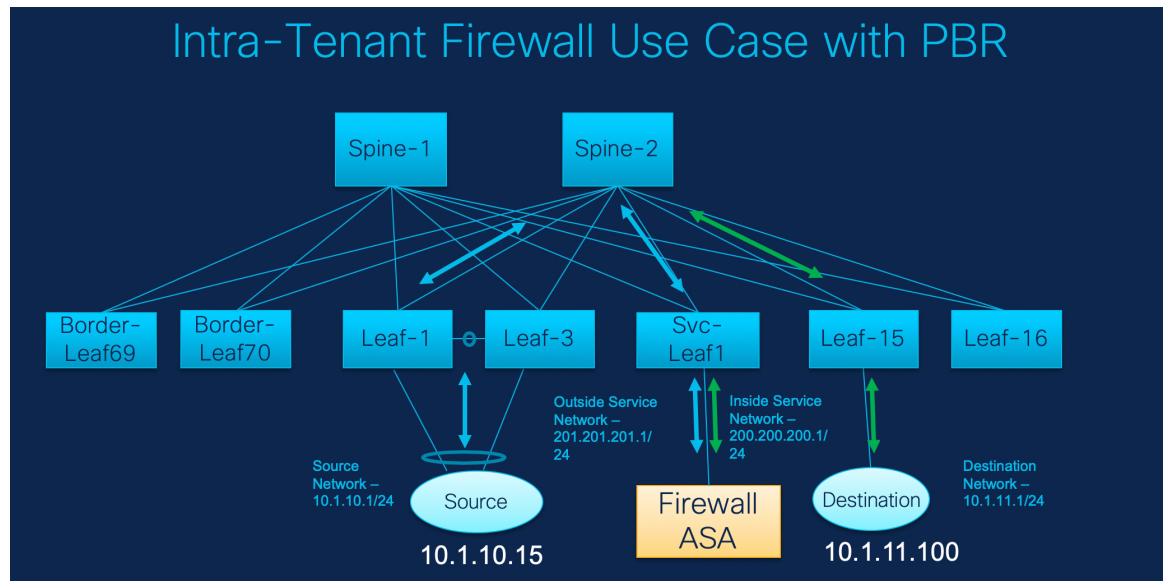 Intra-Tenant Firewall Use Case with PBR
Spine-1
Spine-2
Border-
Leaf69
Border-
Leaf70
Leaf-1
Leaf-3
Svc-
Leaf1
Leaf-15
Leaf-16
Outside Service
Network –
201.201.201.1/
24
Inside Service
Network –
200.200.200.1/
24
Source
Network –
10.1.10.1/24
Destination
Network –
10.1.11.1/24
Source
Firewall
ASA
Destination
10.1.10.15
10.1.11.100